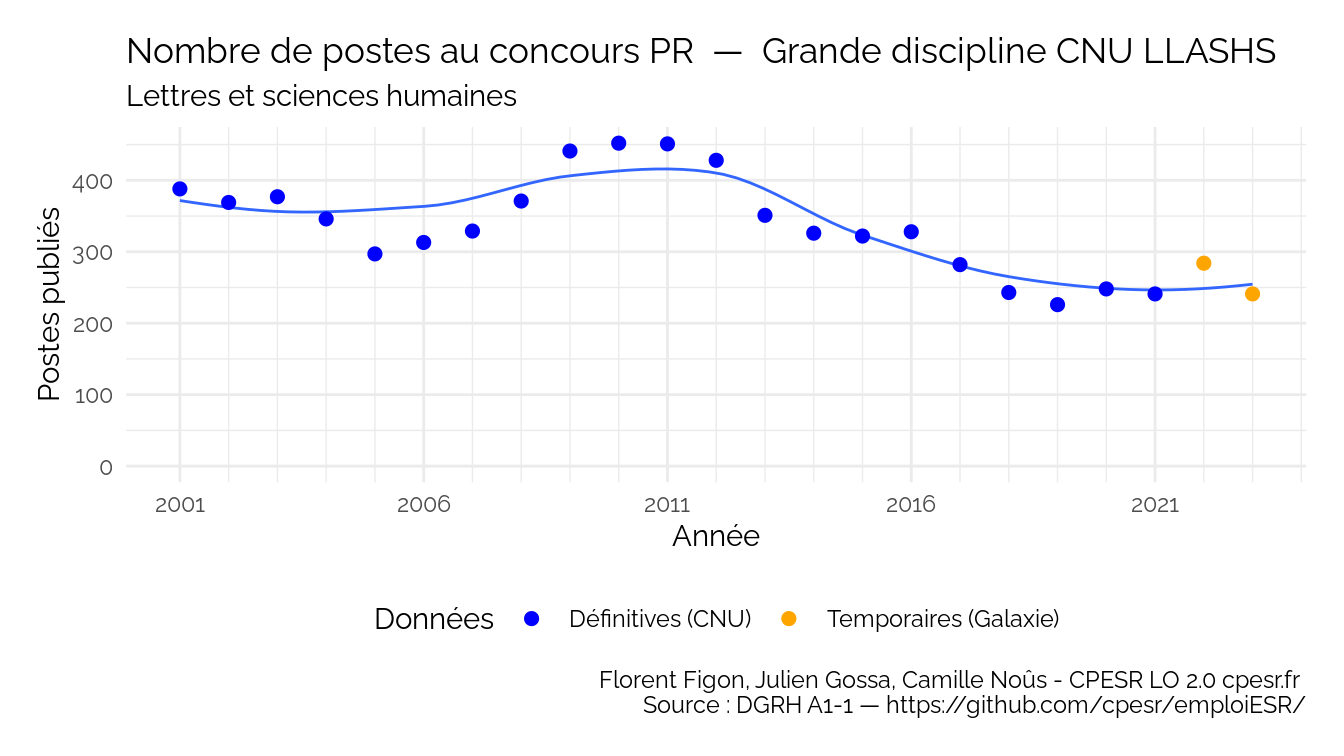 Nombre de postes au concours PR — Grande discipline CNU LLASHS
Lettres et sciences humaines
Postes publiés
400
300
200
100
0
2001 2006 2011 2016 2021
Année
Données Définitives (CNU) Temporaires (Galaxie)
Florent Figon, Julien Gossa, Camille Noûs - CPESR LO 2.0 cpesr.fr
Source : DGRH A1-1 — https://github.com/cpesr/emploiESR/